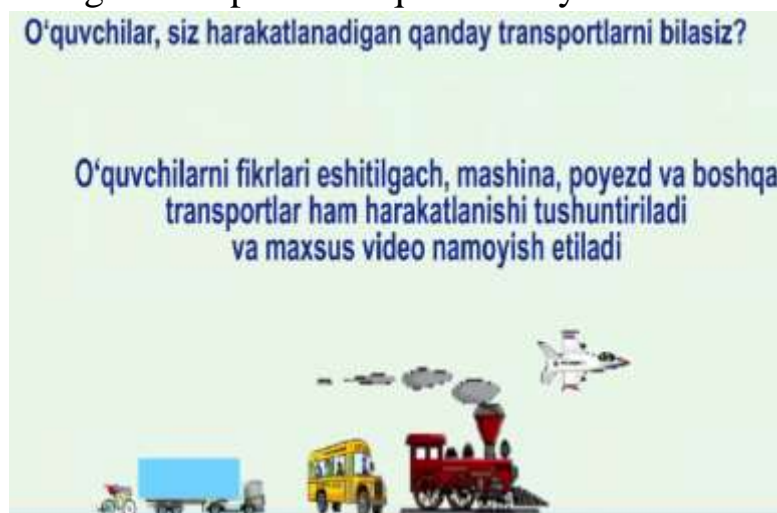 O‘quvchilar, siz harakatlanadigan qanday transportlarni bilasiz?
O‘quvchilarni fikrlari eshitilgach, mashina, poyezd va boshqa
transportlar ham harakatlanishi tushuntiriladi
va maxsus video namoyish etiladi